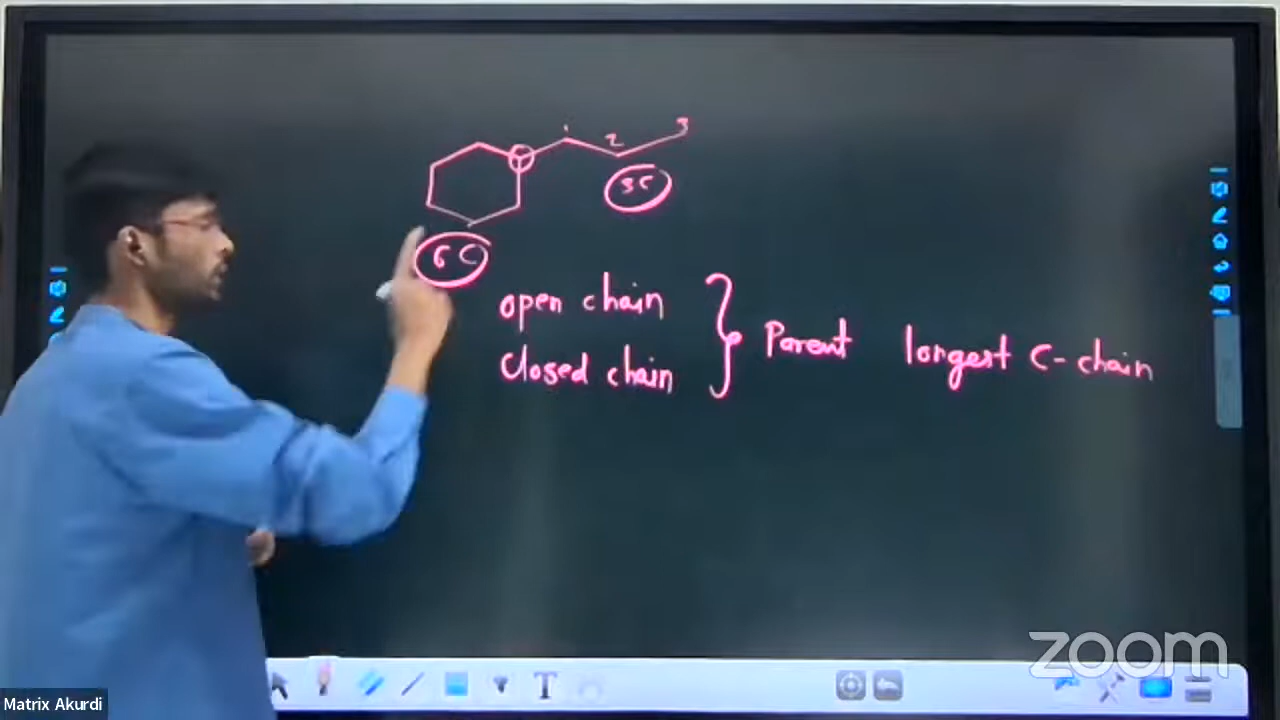 1 2 3
3C
6C
open chain
Closed chain
Parent longest C-chain
T
zoom
Matrix Akurdi